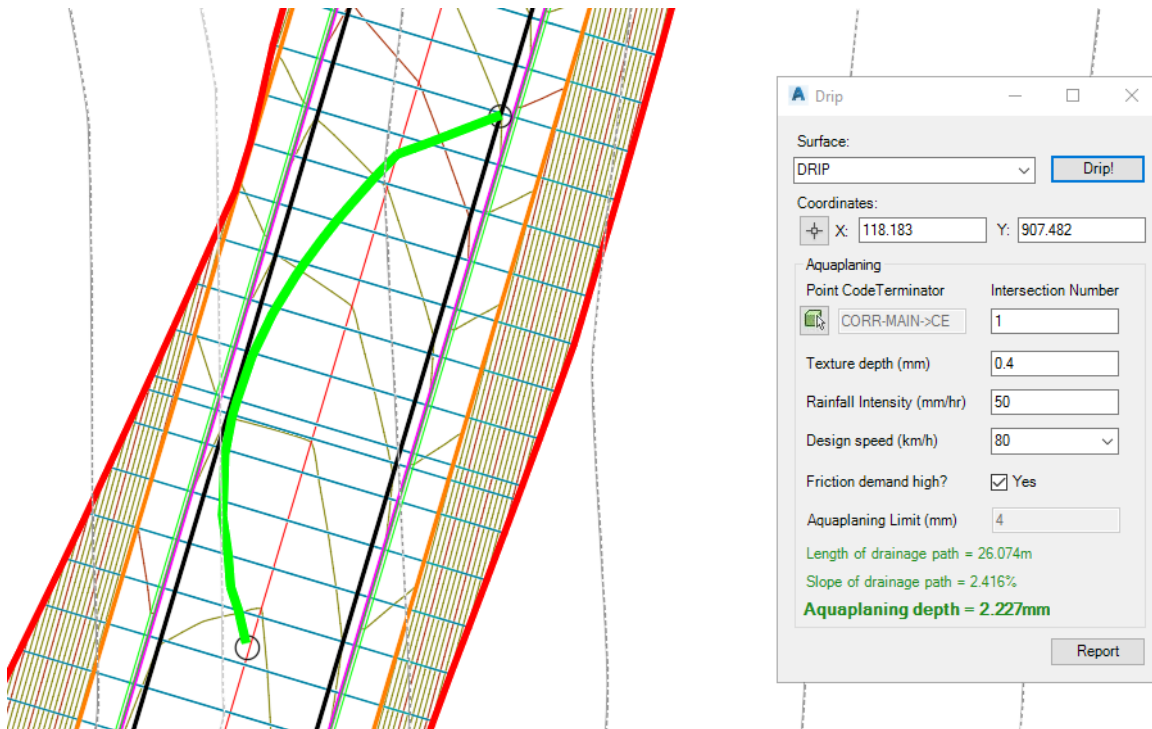 Drip
Surface:
DRIP
Drip!
Coordinates:
X: 118.183 Y: 907.482
Aquaplaning
Point CodeTerminator Intersection Number
CORR-MAIN->CE 1
Texture depth (mm) 0.4
Rainfall Intensity (mm/hr) 50
Design speed (km/h) 80
Friction demand high? Yes
Aquaplaning Limit (mm) 4
Length of drainage path = 26.074m
Slope of drainage path = 2.416%
Aquaplaning depth = 2.227mm
Report